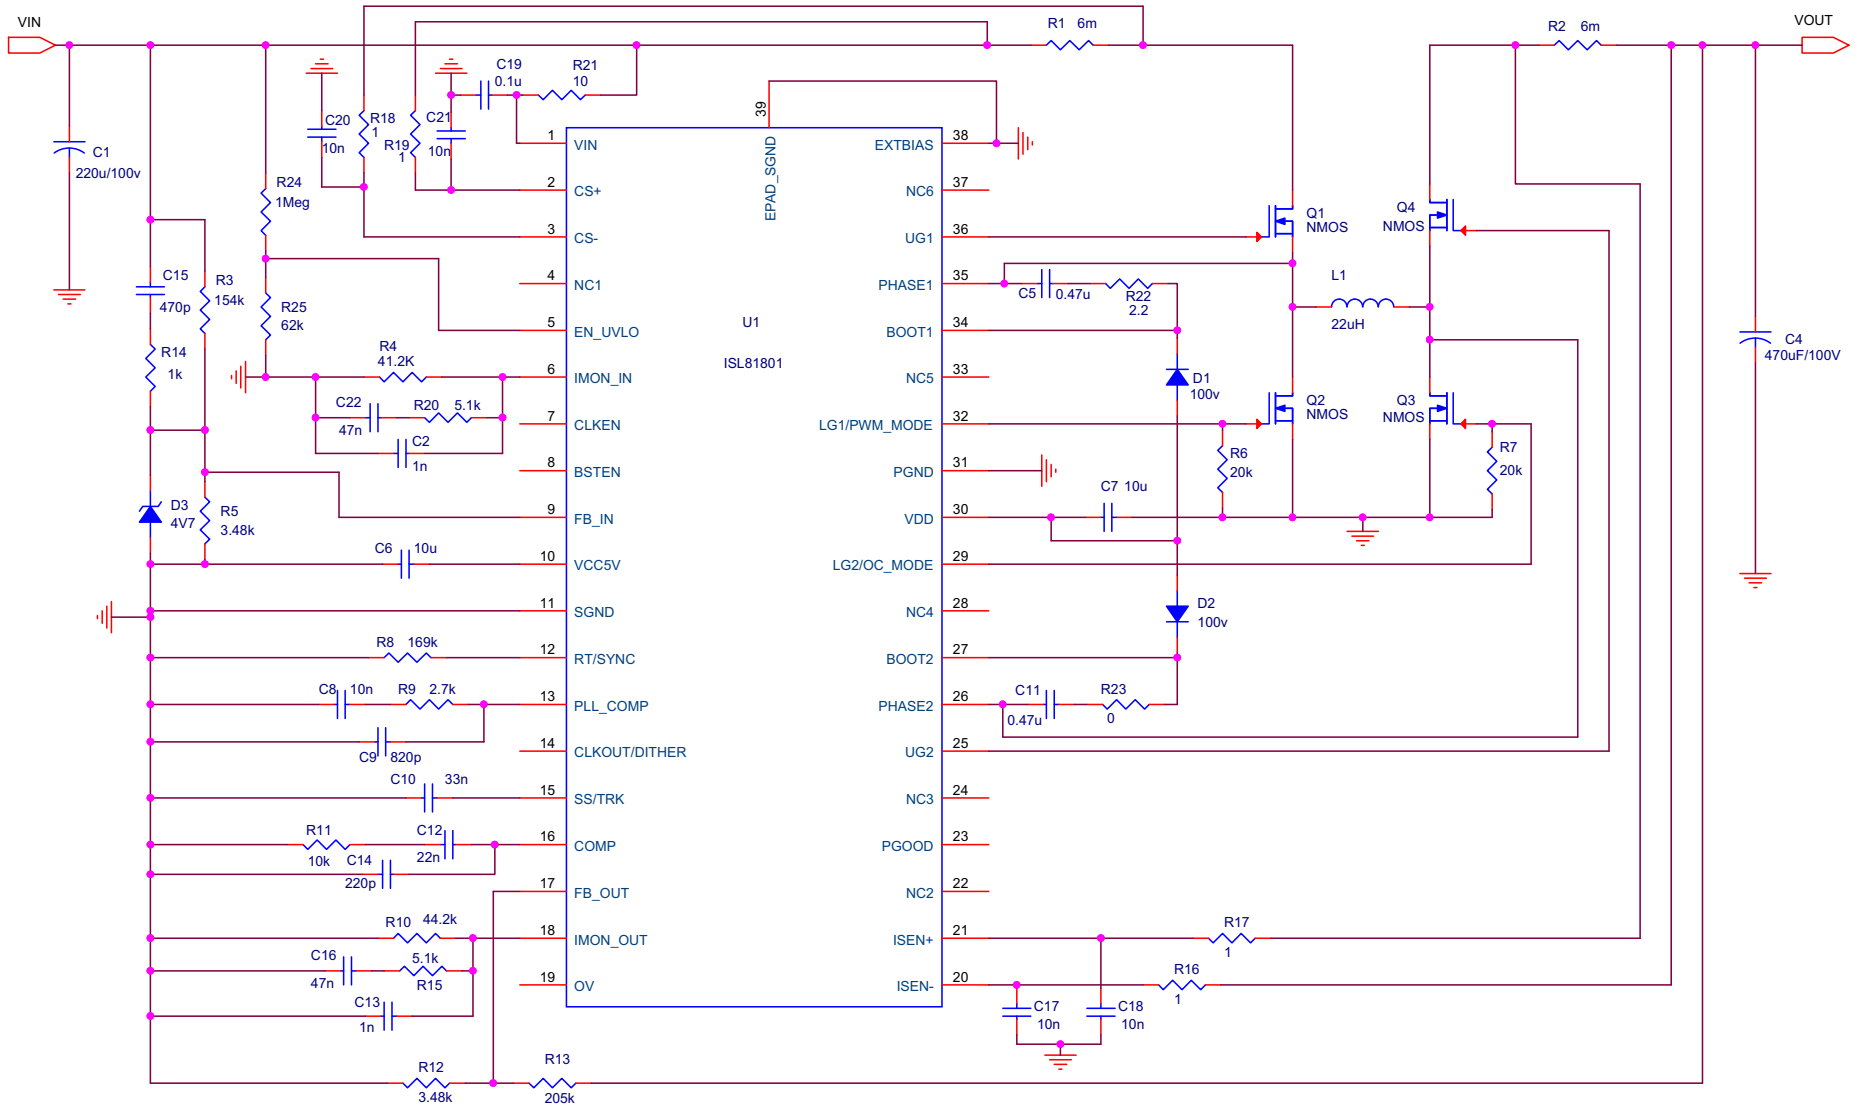 VIN
VOUT
R1 6m
R2 6m
C1
220u/100v
C19
0.1u
R21
10
C20
10n
R18
1
R19
1
C21
10n
R24
1Meg
R25
62k
C15
470p
R3
154k
R14
1k
R4
41.2K
C22
47n
R20 5.1k
C2
1n
D3
4V7
R5
3.48k
C6 10u
R8 169k
C8 10n
R9 2.7k
C9 820p
C10 33n
R11
10k
C12
22n
C14
220p
R10 44.2k
C16
47n
5.1k
R15
C13
1n
R12
3.48k
R13
205k
U1
ISL81801
39
EPAD_SGND
1 VIN
2 CS+
3 CS-
4 NC1
5 EN_UVLO
6 IMON_IN
7 CLKEN
8 BSTEN
9 FB_IN
10 VCC5V
11 SGND
12 RT/SYNC
13 PLL_COMP
14 CLKOUT/DITHER
15 SS/TRK
16 COMP
17 FB_OUT
18 IMON_OUT
19 OV
EXTBIAS 38
NC6 37
UG1 36
PHASE1 35
BOOT1 34
NC5 33
LG1/PWM_MODE 32
PGND 31
VDD 30
LG2/OC_MODE 29
NC4 28
BOOT2 27
PHASE2 26
UG2 25
NC3 24
PGOOD 23
NC2 22
ISEN+ 21
ISEN- 20
Q1
NMOS
Q4
NMOS
C5 0.47u
R22
2.2
L1
22uH
D1
100v
Q2
NMOS
Q3
NMOS
R6
20k
R7
20k
C7 10u
D2
100v
C11
0.47u
R23
0
C4
470uF/100V
R17
1
R16
1
C17
10n
C18
10n